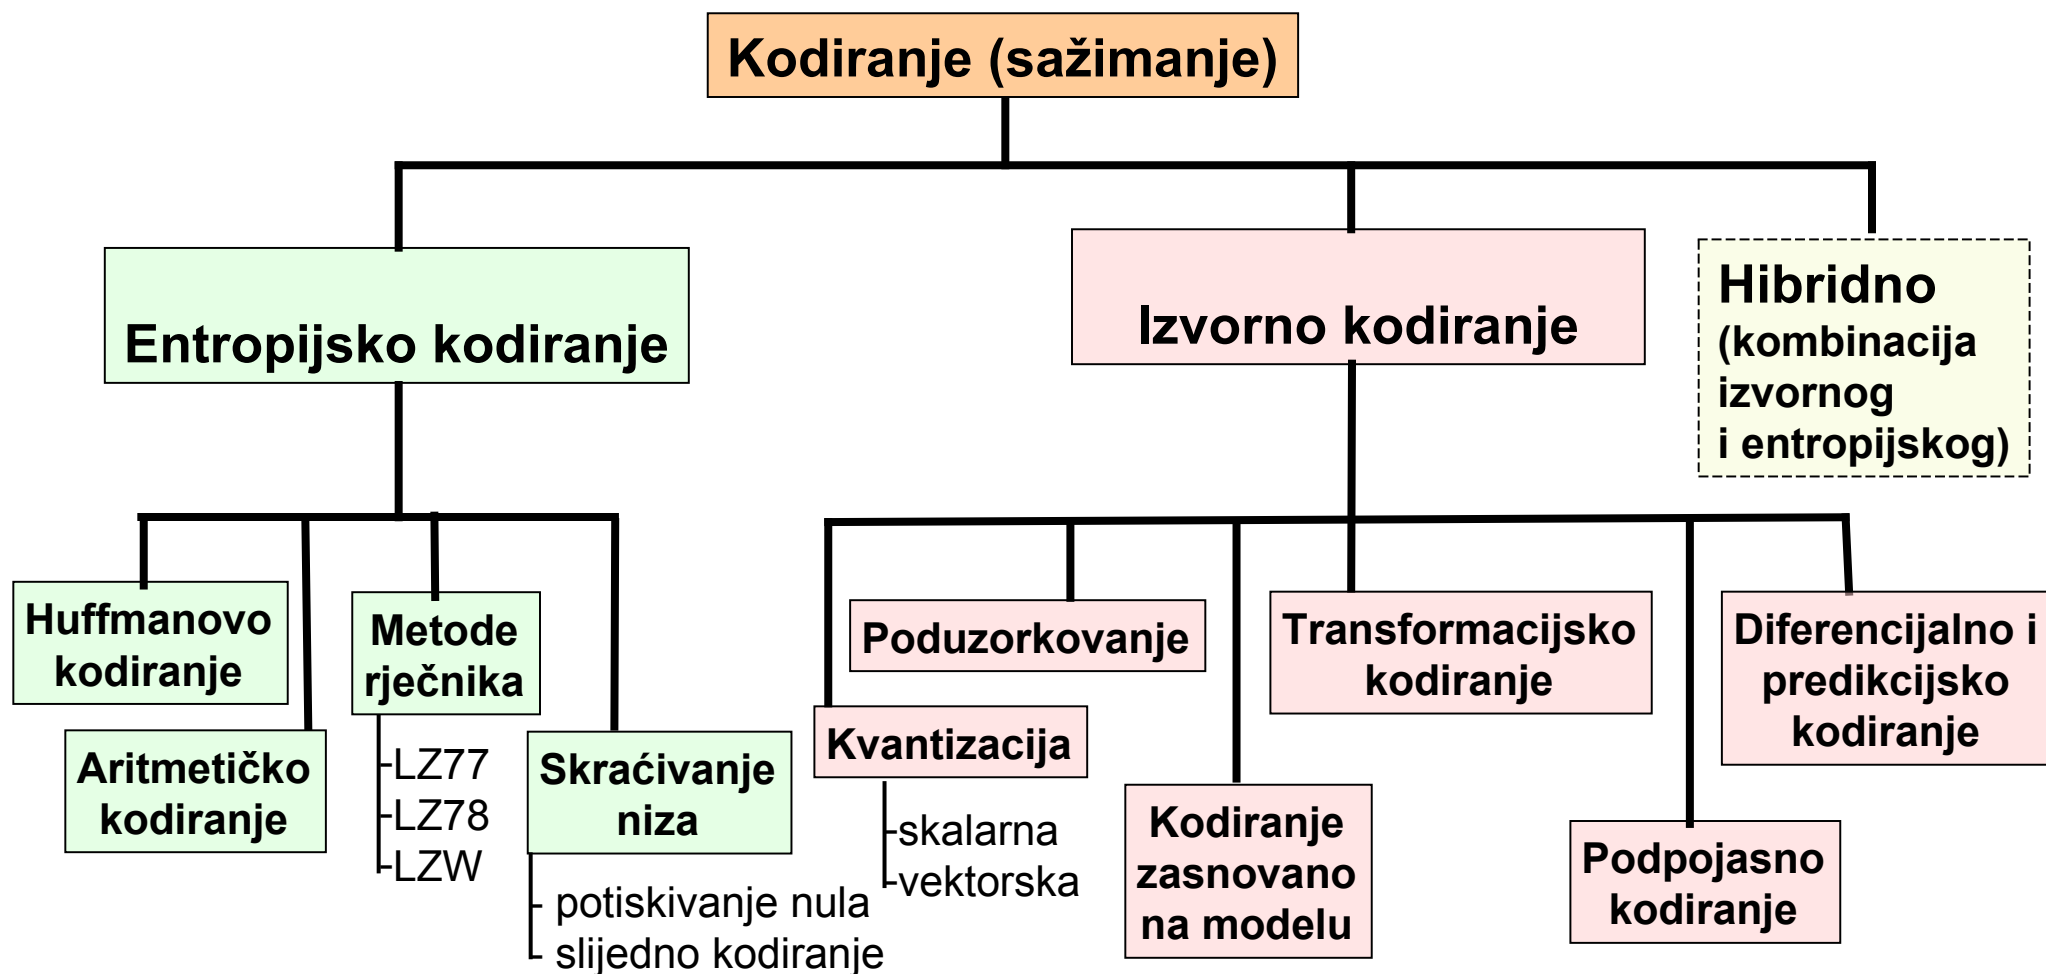 Kodiranje (sažimanje)
Entropijsko kodiranje
Izvorno kodiranje
Hibridno
(kombinacija
izvornog
i entropijskog)
Huffmanovo
kodiranje
Aritmetičko
kodiranje
Metode
rječnika
-LZ77
-LZ78
-LZW
Skraćivanje
niza
- potiskivanje nula
- slijedno kodiranje
Kvantizacija
-skalarna
-vektorska
Poduzorkovanje
Kodiranje
zasnovano
na modelu
Transformacijsko
kodiranje
Podpojasno
kodiranje
Diferencijalno i
predikcijsko
kodiranje